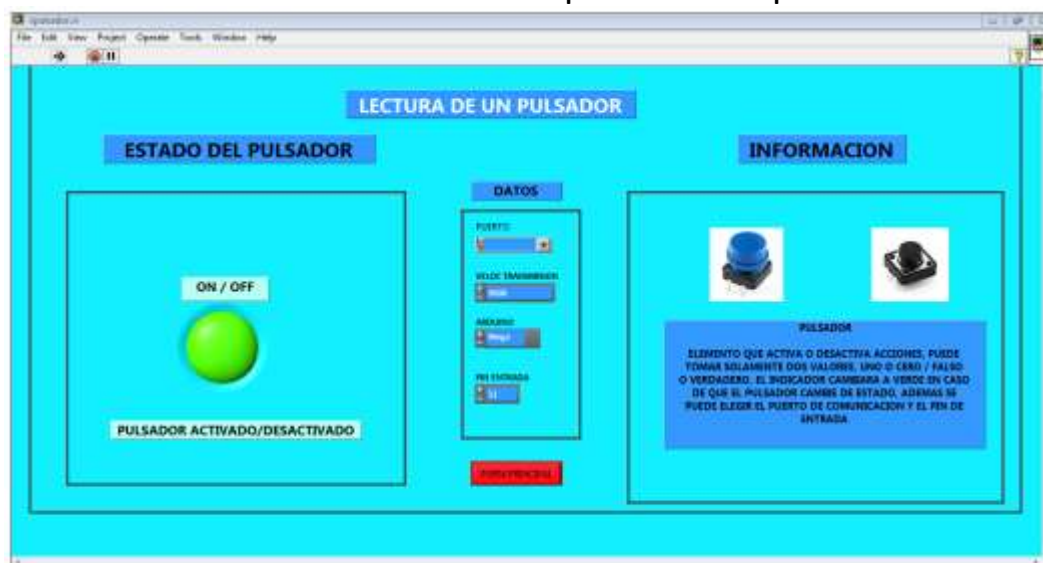 File Edit View Project Operate Tools Window Help
LECTURA DE UN PULSADOR
ESTADO DEL PULSADOR
INFORMACION
DATOS
PUERTO
VELOC TRANSMISION
ARDUINO
PIN ENTRADA
ON / OFF
PULSADOR ACTIVADO/DESACTIVADO
PULSADOR
ELEMENTO QUE ACTIVA O DESACTIVA ACCIONES, PUEDE
TOMAR SOLAMENTE DOS VALORES, UNO O CERO / FALSO
O VERDADERO. EL INDICADOR CAMBIARA A VERDE EN CASO
DE QUE EL PULSADOR CAMBIE DE ESTADO, ADEMAS SE
PUEDE ELEGIR EL PUERTO DE COMUNICACION Y EL PIN DE
ENTRADA